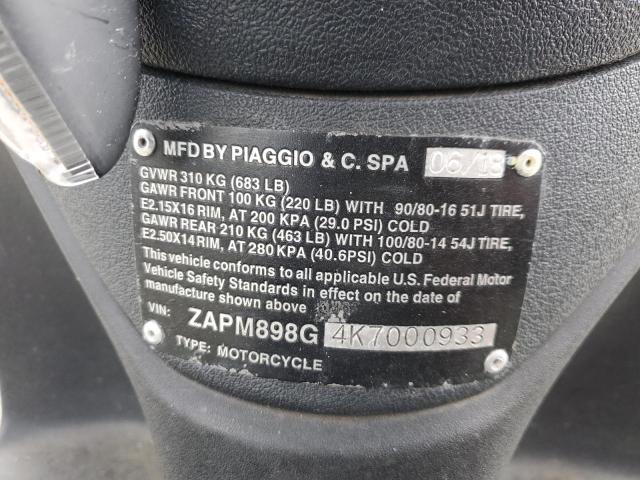 MFD BY PIAGGIO & C. SPA 06/18
GVWR 310 KG (683 LB)
GAWR FRONT 100 KG (220 LB) WITH 90/80-16 51J TIRE,
E2.15X16 RIM, AT 200 KPA (29.0 PSI) COLD
GAWR REAR 210 KG (463 LB) WITH 100/80-14 54J TIRE,
E2.50X14 RIM, AT 280 KPA (40.6PSI) COLD
This vehicle conforms to all applicable U.S. Federal Motor
Vehicle Safety Standards in effect on the date of
manufacture shown above
VIN: ZAPM898G 4K7000933
TYPE: MOTORCYCLE